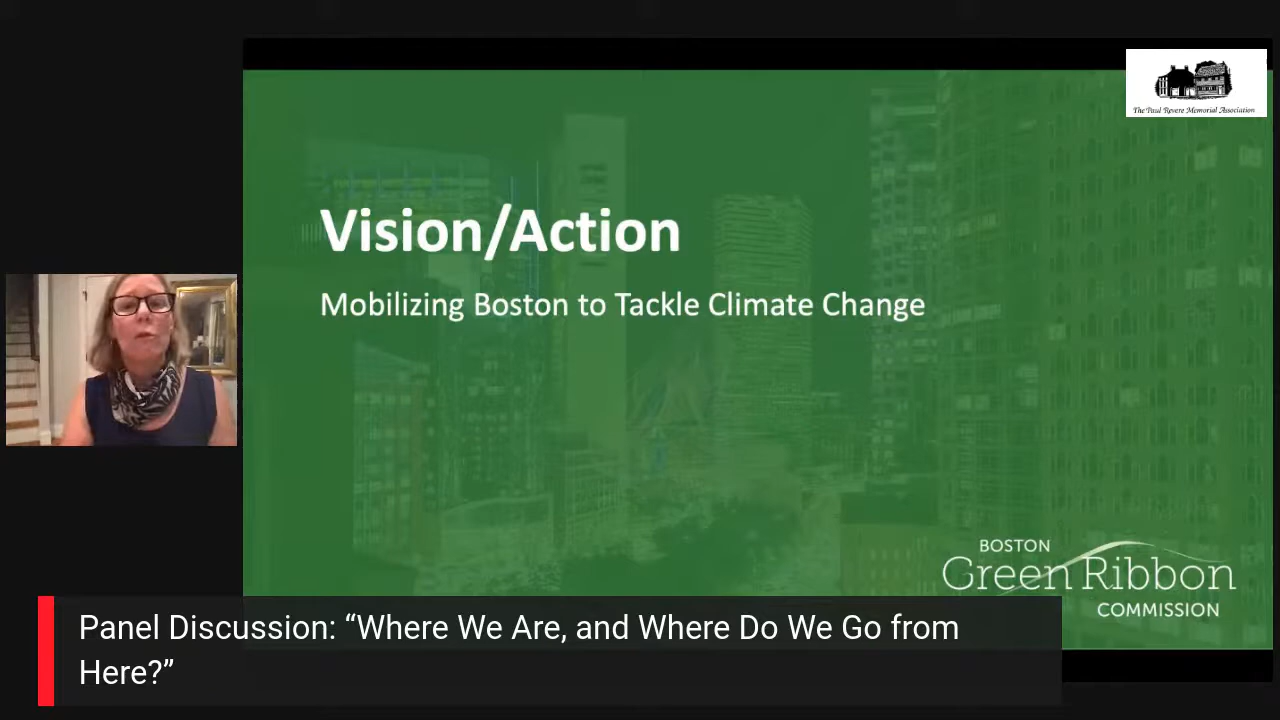 The Paul Revere Memorial Association
Vision/Action
Mobilizing Boston to Tackle Climate Change
BOSTON
Green Ribbon
COMMISSION
Panel Discussion: “Where We Are, and Where Do We Go from
Here?”